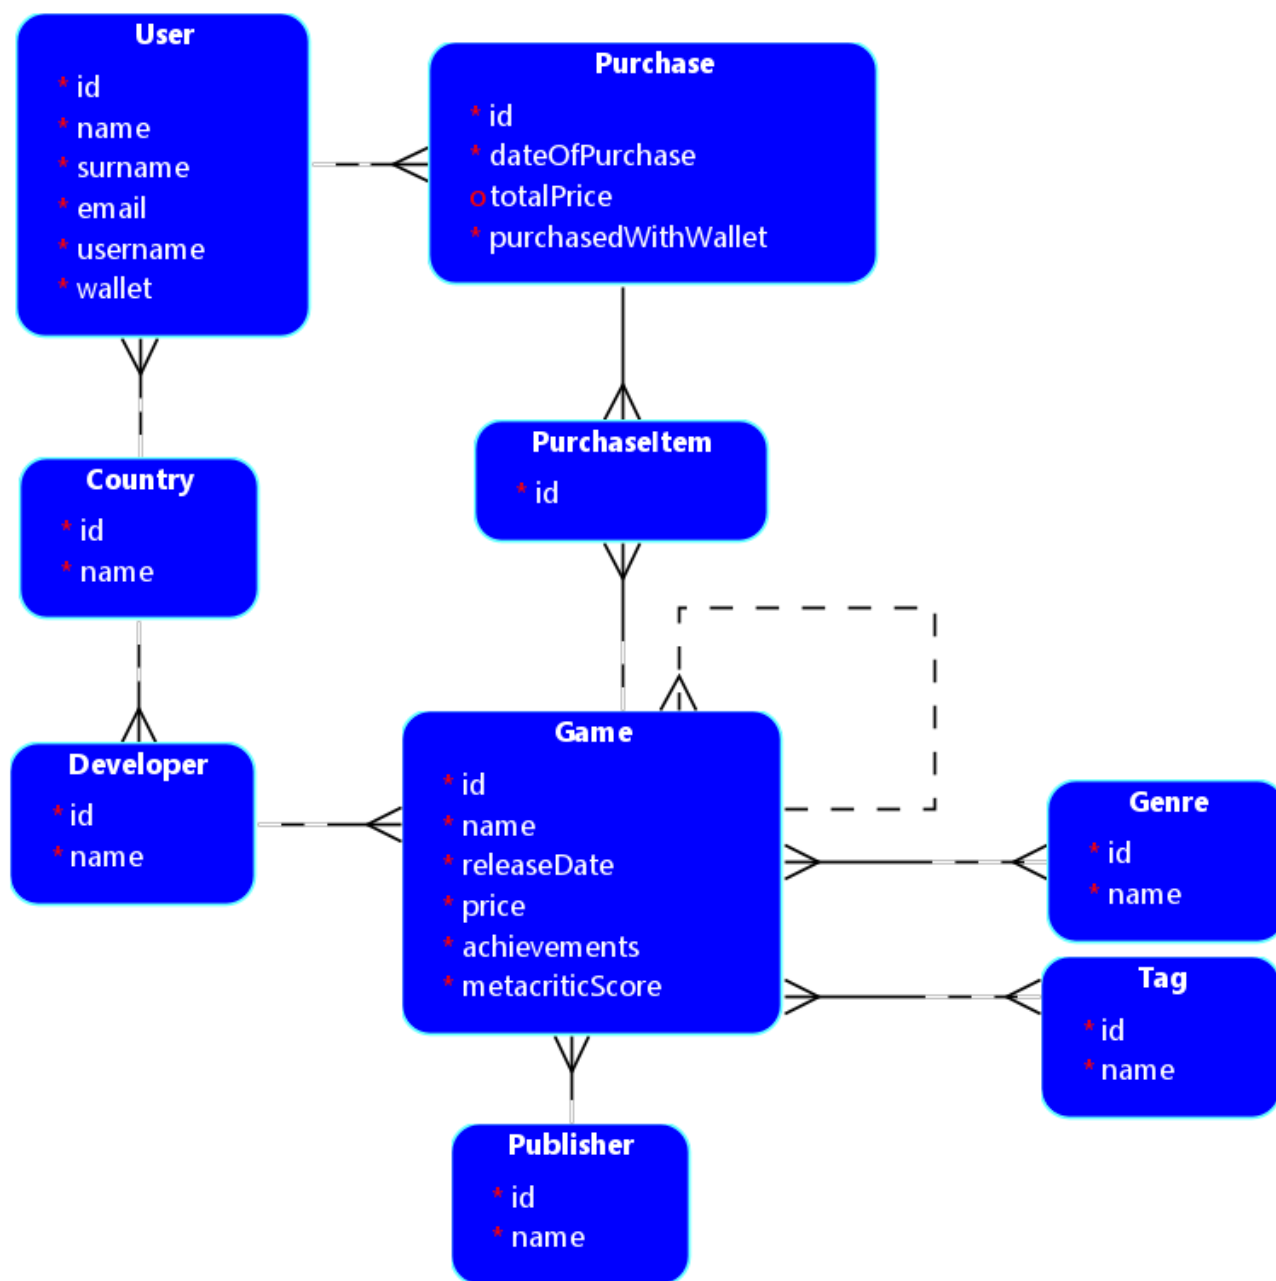 User
* id
* name
* surname
* email
* username
* wallet
Purchase
* id
* dateOfPurchase
o totalPrice
* purchasedWithWallet
PurchaseItem
* id
Country
* id
* name
Developer
* id
* name
Game
* id
* name
* releaseDate
* price
* achievements
* metacriticScore
Genre
* id
* name
Tag
* id
* name
Publisher
* id
* name